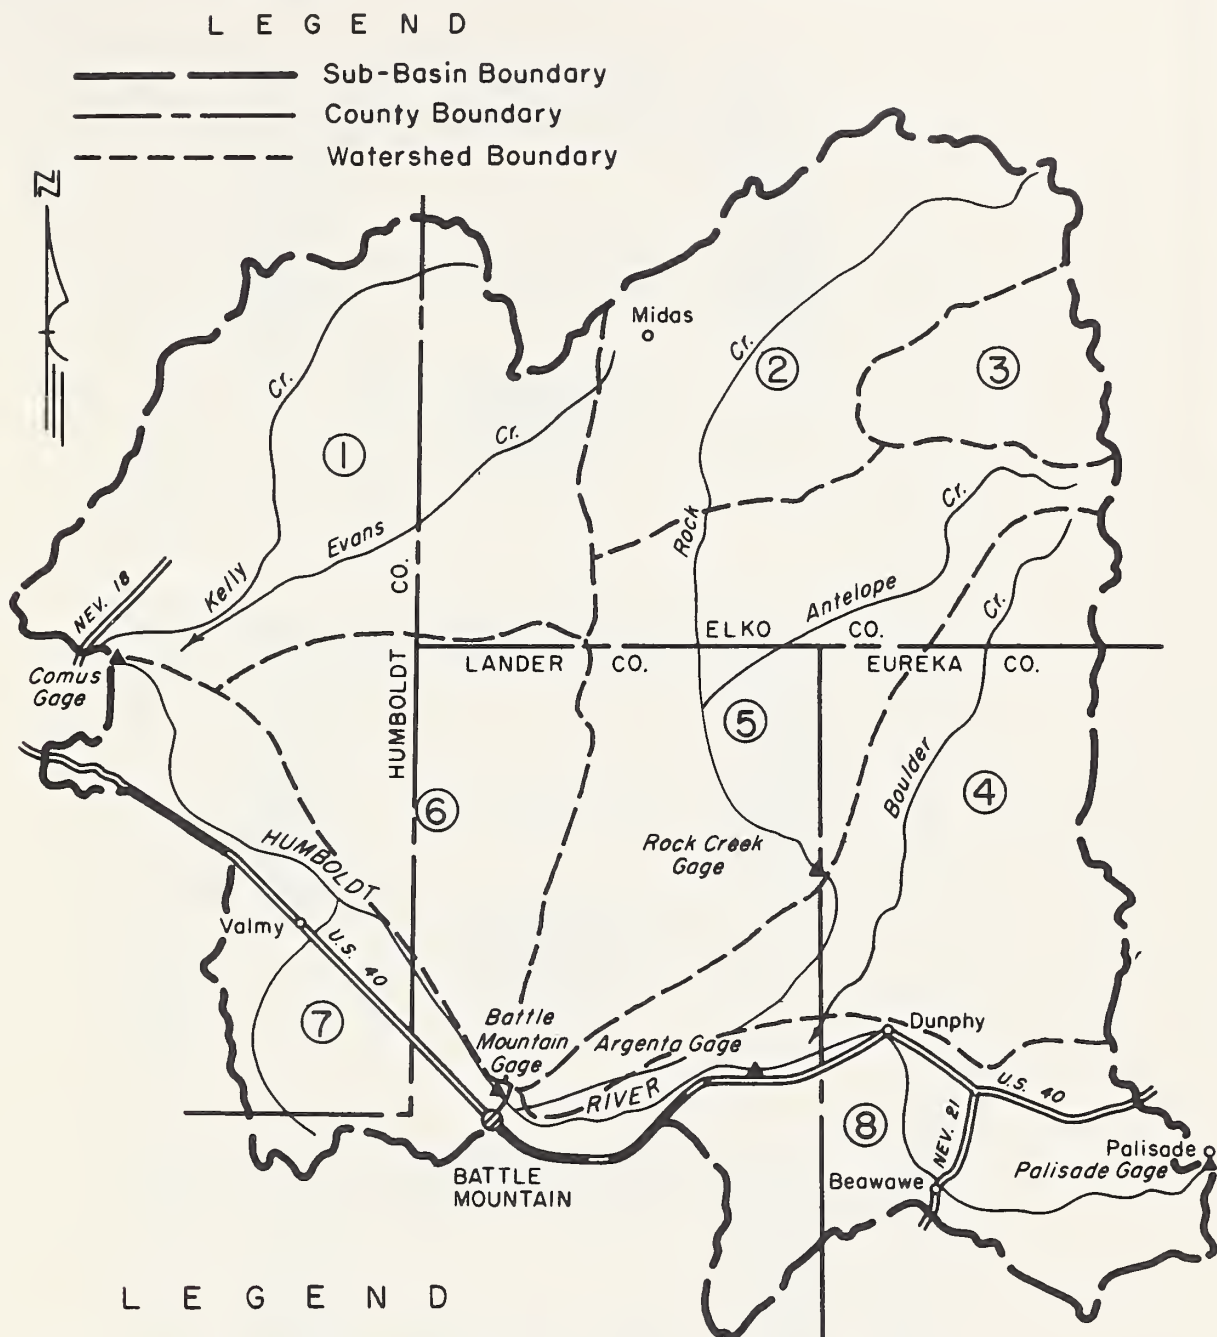 L E G E N D
Sub-Basin Boundary
County Boundary
Watershed Boundary
N
Midas
Cr.
2
3
Cr.
1
Cr.
Cr.
Rock
Evans
CO.
NEV. 18
Kelly
Antelope
Cr.
ELKO CO.
LANDER CO.
EUREKA CO.
Comus
Gage
HUMBOLDT
5
Boulder
4
6
HUMBOLDT
Rock Creek
Gage
Valmy
U.S. 40
7
Battle
Mountain
Gage
Argenta Gage
Dunphy
RIVER
U.S. 40
8
NEV. 21
Palisade
Palisade Gage
Beawawe
BATTLE
MOUNTAIN
L E G E N D